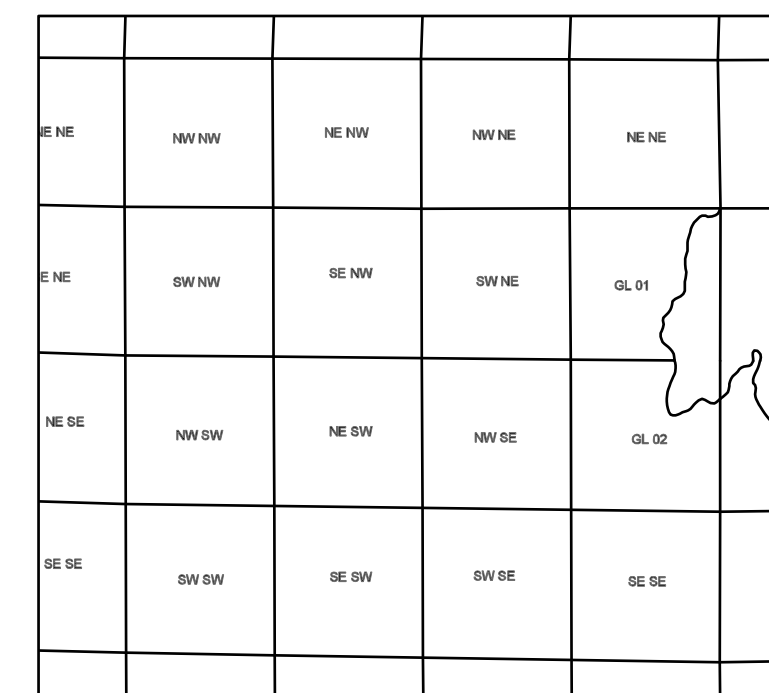 NE NE
NW NW
NE NW
NW NE
NE NE
E NE
SW NW
SE NW
SW NE
GL 01
NE SE
NW SW
NE SW
NW SE
GL 02
SE SE
SW SW
SE SW
SW SE
SE SE